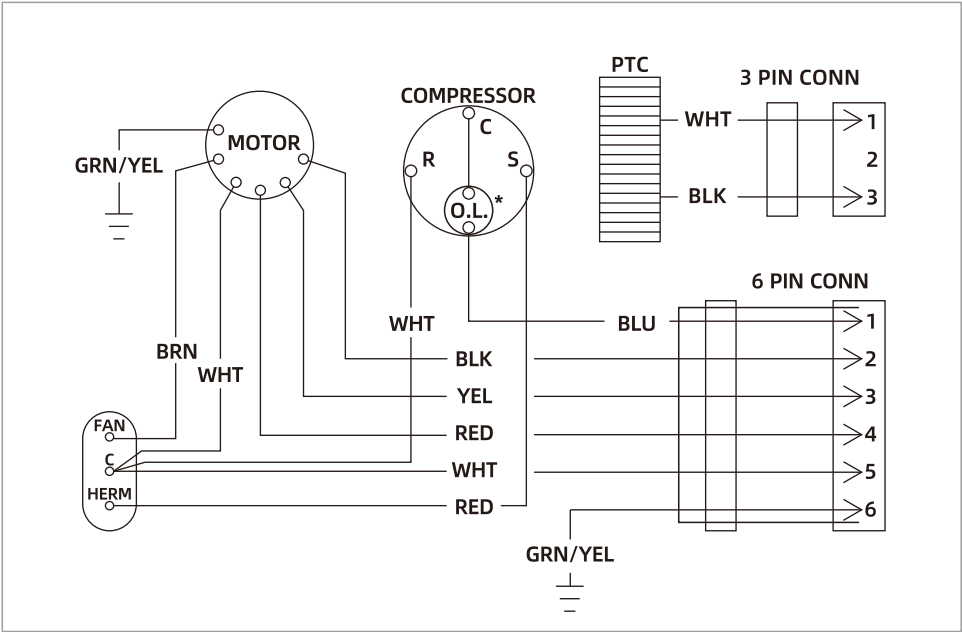 PTC
3 PIN CONN
COMPRESSOR
WHT
1
C
MOTOR
GRN/YEL
R
S
2
BLK
3
O.L.*
6 PIN CONN
WHT
BLU
1
BRN
BLK
2
WHT
YEL
3
FAN
RED
4
C
WHT
5
HERM
RED
6
GRN/YEL